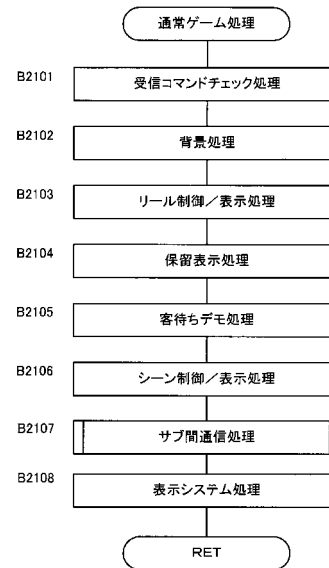 通常ゲーム処理
B2101 受信コマンドチェック処理
B2102 背景処理
B2103 リール制御／表示処理
B2104 保留表示処理
B2105 客待ちデモ処理
B2106 シーン制御／表示処理
B2107 サブ間通信処理
B2108 表示システム処理
RET